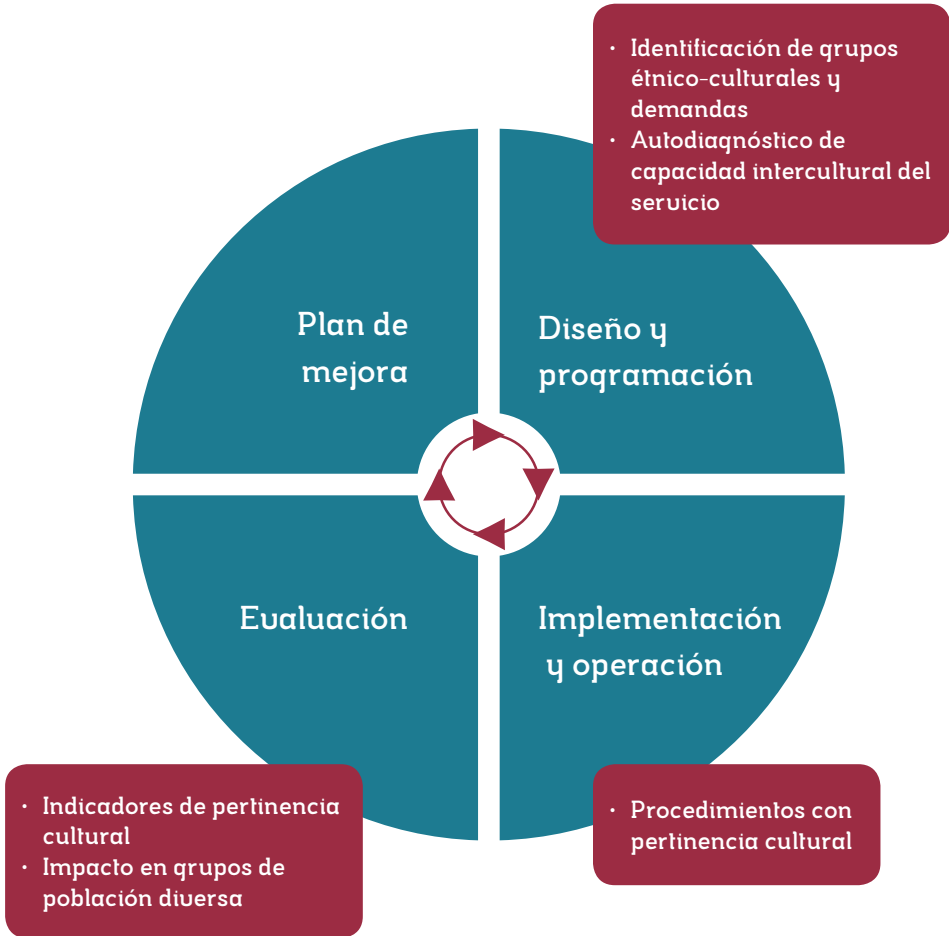 · Identificación de grupos
étnico-culturales y
demandas
· Autodiagnóstico de
capacidad intercultural del
servicio
Plan de
mejora
Diseño y
programación
Evaluación
Implementación
y operación
· Indicadores de pertinencia
cultural
· Impacto en grupos de
población diversa
· Procedimientos con
pertinencia cultural